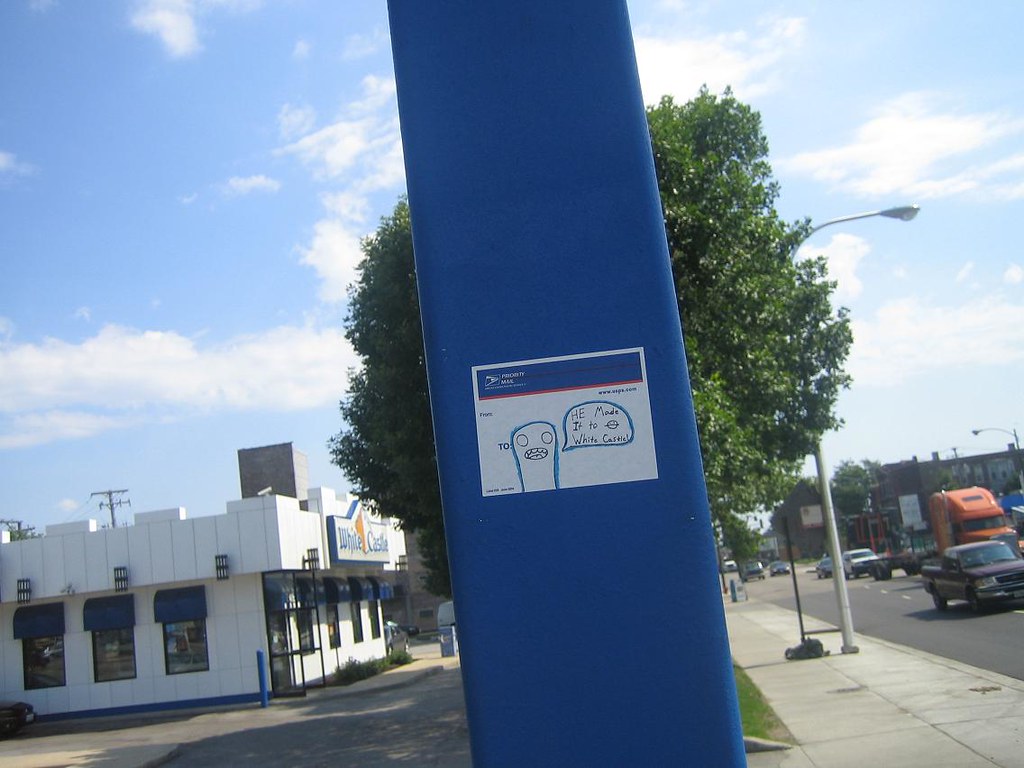 PRIORITY
MAIL
www.usps.com
From:
TO:
HE Made
It to
White Castle!
White Castle